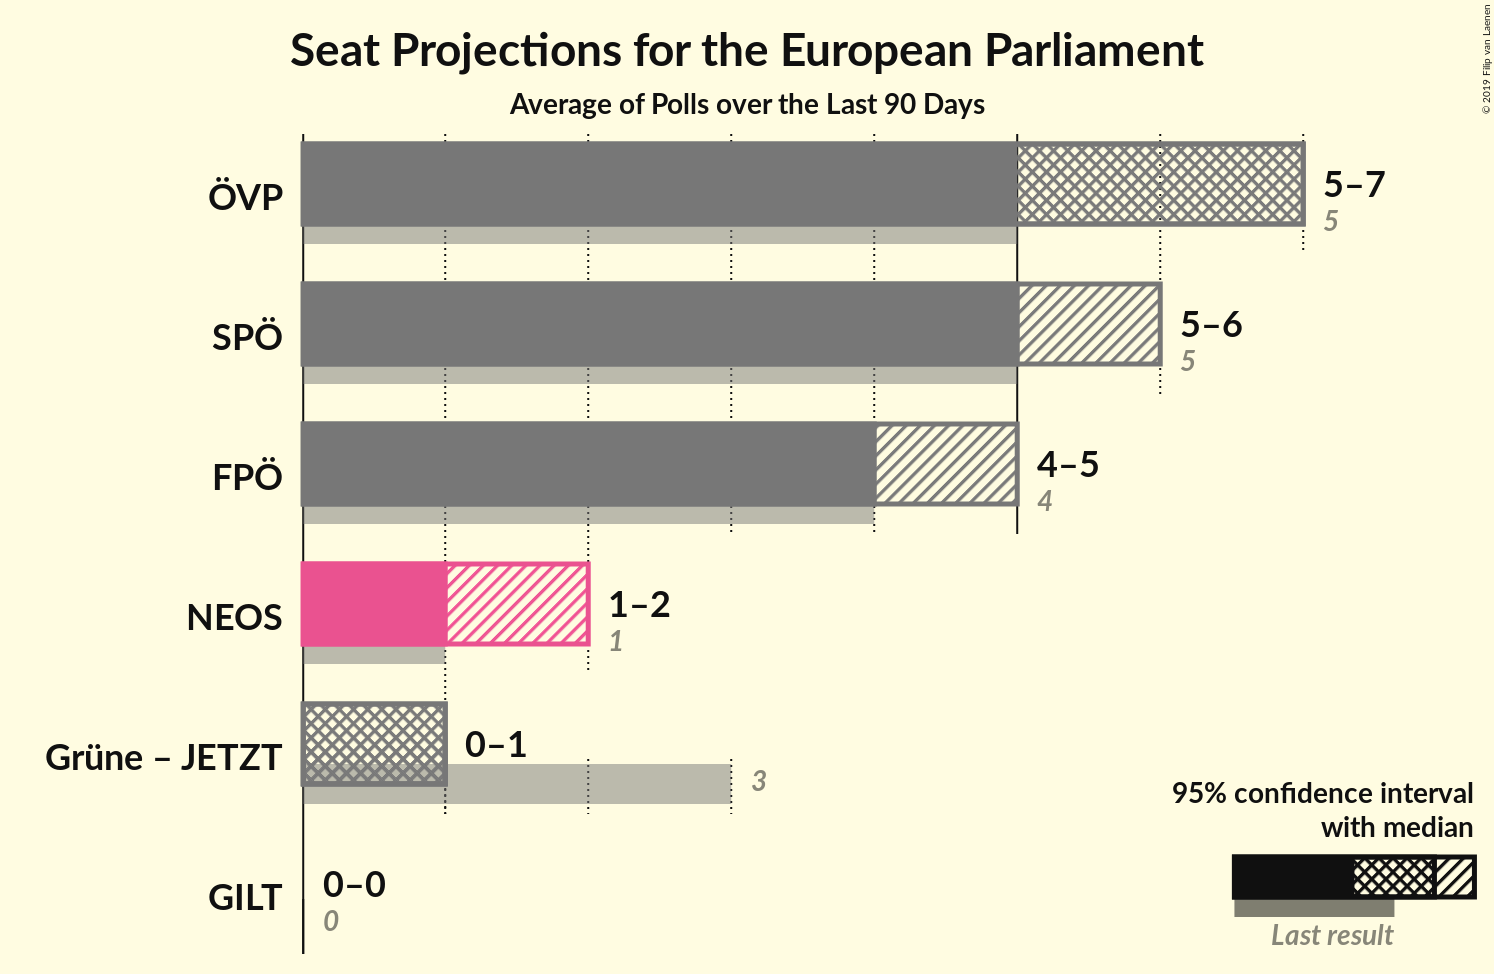 Seat Projections for the European Parliament
Average of Polls over the Last 90 Days
© 2019 Filip van Laenen
ÖVP
5–7
5
SPÖ
5–6
5
FPÖ
4–5
4
NEOS
1–2
1
Grüne – JETZT
0–1
3
GILT
0–0
0
95% confidence interval
with median
Last result